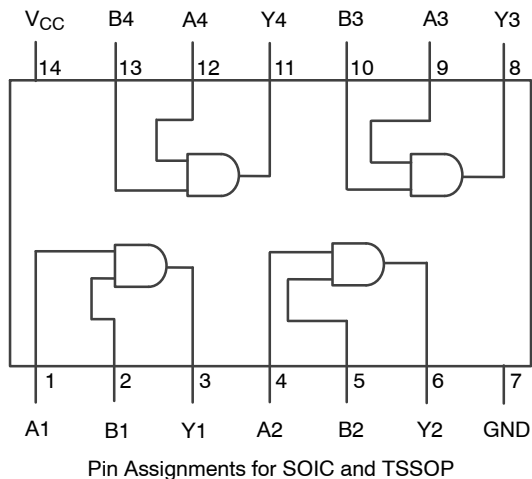 V_CC B4 A4 Y4 B3 A3 Y3
14 13 12 11 10 9 8
1 2 3 4 5 6 7
A1 B1 Y1 A2 B2 Y2 GND
Pin Assignments for SOIC and TSSOP